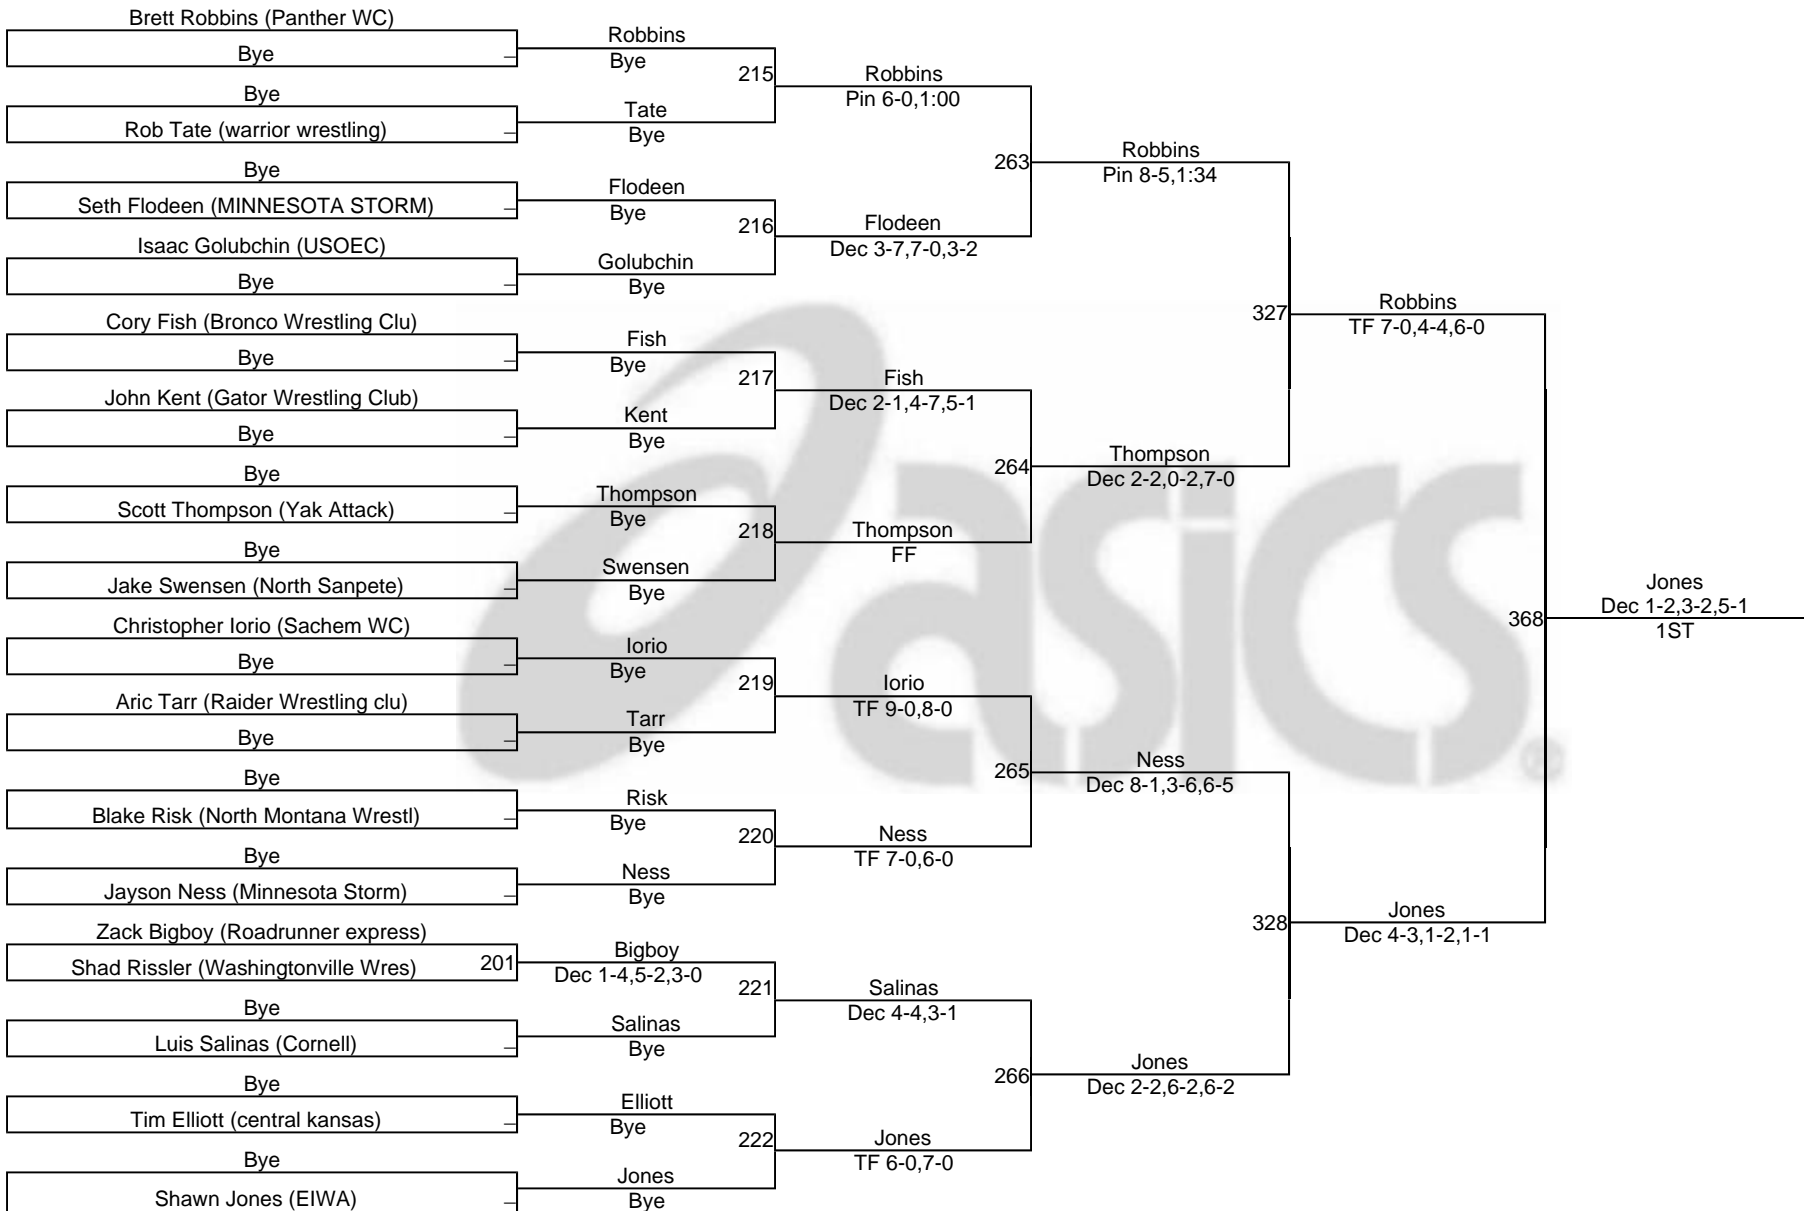 Brett Robbins (Panther WC)
Bye
Bye
Rob Tate (warrior wrestling)
Bye
Seth Flodeen (MINNESOTA STORM)
Isaac Golubchin (USOEC)
Bye
Cory Fish (Bronco Wrestling Clu)
Bye
John Kent (Gator Wrestling Club)
Bye
Bye
Scott Thompson (Yak Attack)
Bye
Jake Swensen (North Sanpete)
Christopher Iorio (Sachem WC)
Bye
Aric Tarr (Raider Wrestling clu)
Bye
Bye
Blake Risk (North Montana Wrestl)
Bye
Jayson Ness (Minnesota Storm)
Zack Bigboy (Roadrunner express)
Shad Rissler (Washingtonville Wres)
201
Bye
Luis Salinas (Cornell)
Bye
Tim Elliott (central kansas)
Bye
Shawn Jones (EIWA)
Robbins
Bye
215
Tate
Bye
Flodeen
Bye
216
Golubchin
Bye
Fish
Bye
217
Kent
Bye
Thompson
Bye
218
Swensen
Bye
Iorio
Bye
219
Tarr
Bye
Risk
Bye
220
Ness
Bye
Bigboy
Dec 1-4,5-2,3-0
221
Salinas
Bye
Elliott
Bye
222
Jones
Bye
Robbins
Pin 6-0,1:00
263
Flodeen
Dec 3-7,7-0,3-2
Fish
Dec 2-1,4-7,5-1
264
Thompson
FF
Iorio
TF 9-0,8-0
265
Ness
TF 7-0,6-0
Salinas
Dec 4-4,3-1
266
Jones
TF 6-0,7-0
Robbins
Pin 8-5,1:34
327
Thompson
Dec 2-2,0-2,7-0
Ness
Dec 8-1,3-6,6-5
328
Jones
Dec 2-2,6-2,6-2
Robbins
TF 7-0,4-4,6-0
368
Jones
Dec 4-3,1-2,1-1
Jones
Dec 1-2,3-2,5-1
1ST
asics®